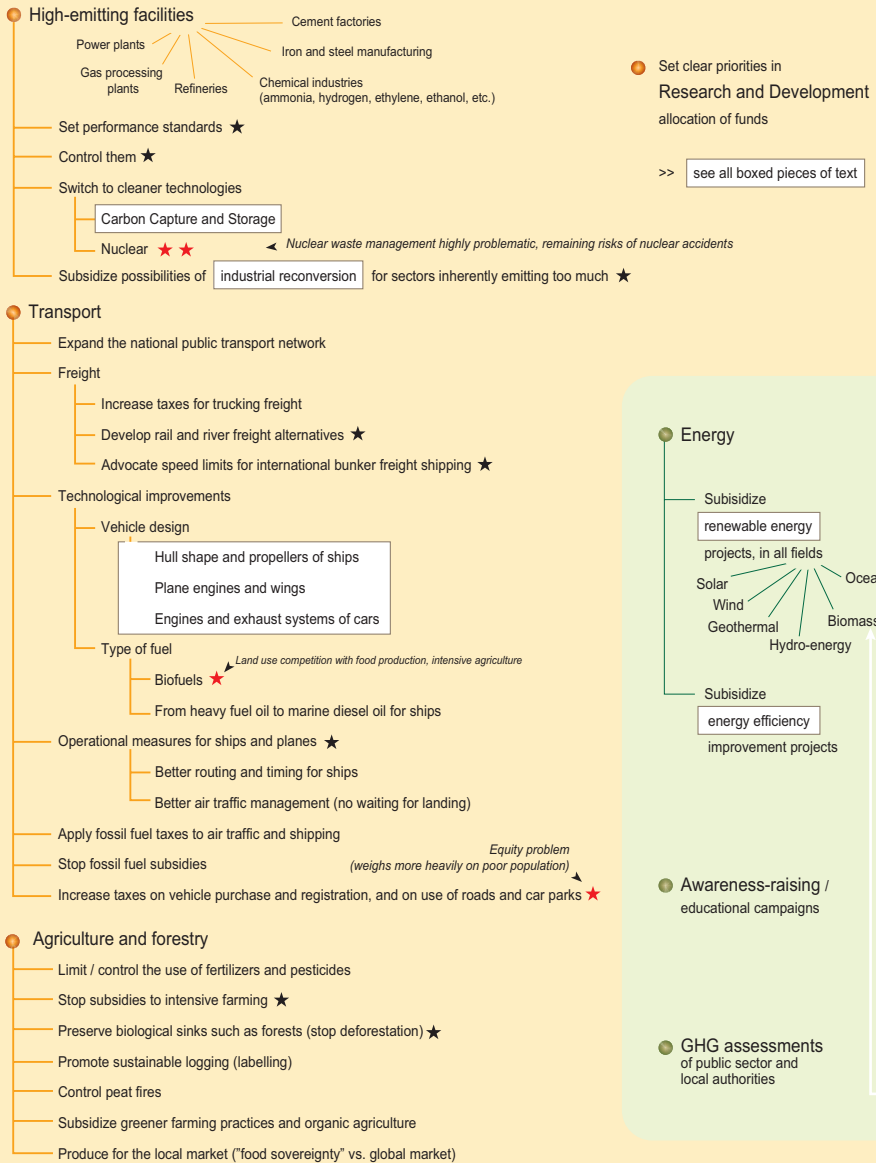 High-emitting facilities
Cement factories
Power plants
Iron and steel manufacturing
Gas processing
plants
Refineries
Chemical industries
(ammonia, hydrogen, ethylene, ethanol, etc.)
Set performance standards ★
Control them ★
Switch to cleaner technologies
Carbon Capture and Storage
Nuclear ★ ★
Nuclear waste management highly problematic, remaining risks of nuclear accidents
Subsidize possibilities of industrial reconversion for sectors inherently emitting too much ★
Set clear priorities in
Research and Development
allocation of funds
>> see all boxed pieces of text
Transport
Expand the national public transport network
Freight
Increase taxes for trucking freight
Develop rail and river freight alternatives ★
Advocate speed limits for international bunker freight shipping ★
Technological improvements
Vehicle design
Hull shape and propellers of ships
Plane engines and wings
Engines and exhaust systems of cars
Type of fuel
Land use competition with food production, intensive agriculture
Biofuels ★
From heavy fuel oil to marine diesel oil for ships
Operational measures for ships and planes ★
Better routing and timing for ships
Better air traffic management (no waiting for landing)
Apply fossil fuel taxes to air traffic and shipping
Stop fossil fuel subsidies
Equity problem
(weighs more heavily on poor population)
Increase taxes on vehicle purchase and registration, and on use of roads and car parks ★
Agriculture and forestry
Limit / control the use of fertilizers and pesticides
Stop subsidies to intensive farming ★
Preserve biological sinks such as forests (stop deforestation) ★
Promote sustainable logging (labelling)
Control peat fires
Subsidize greener farming practices and organic agriculture
Produce for the local market ("food sovereignty" vs. global market)
Energy
Subisidize
renewable energy
projects, in all fields
Solar
Ocea
Wind
Biomass
Geothermal
Hydro-energy
Subisidize
energy efficiency
improvement projects
Awareness-raising /
educational campaigns
GHG assessments
of public sector and
local authorities